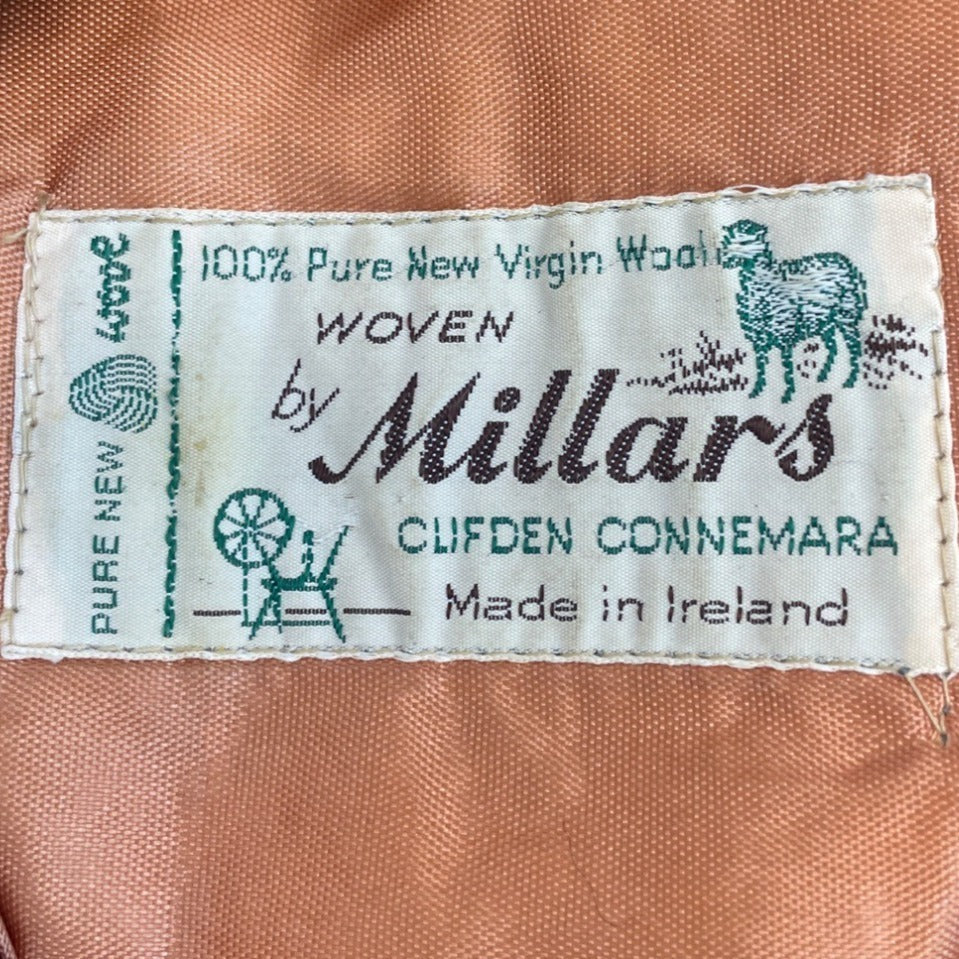 PURE NEW WOOL
100% Pure New Virgin Wool
WOVEN
by Millars
CLIFDEN CONNEMARA
Made in Ireland